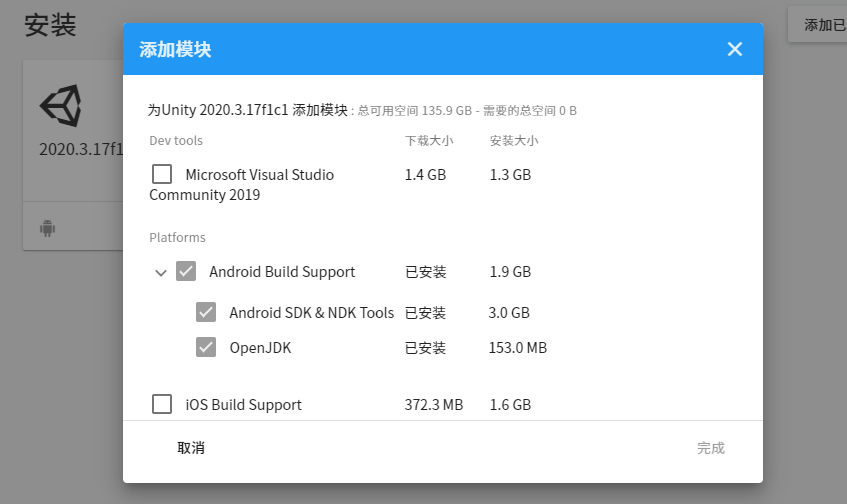 安装
添加已
添加模块
为Unity 2020.3.17f1c1 添加模块 : 总可用空间 135.9 GB - 需要的总空间 0 B
Dev tools 下载大小 安装大小
2020.3.17f1
Microsoft Visual Studio Community 2019 1.4 GB 1.3 GB
Platforms
Android Build Support 已安装 1.9 GB
Android SDK & NDK Tools 已安装 3.0 GB
OpenJDK 已安装 153.0 MB
iOS Build Support 372.3 MB 1.6 GB
取消 完成